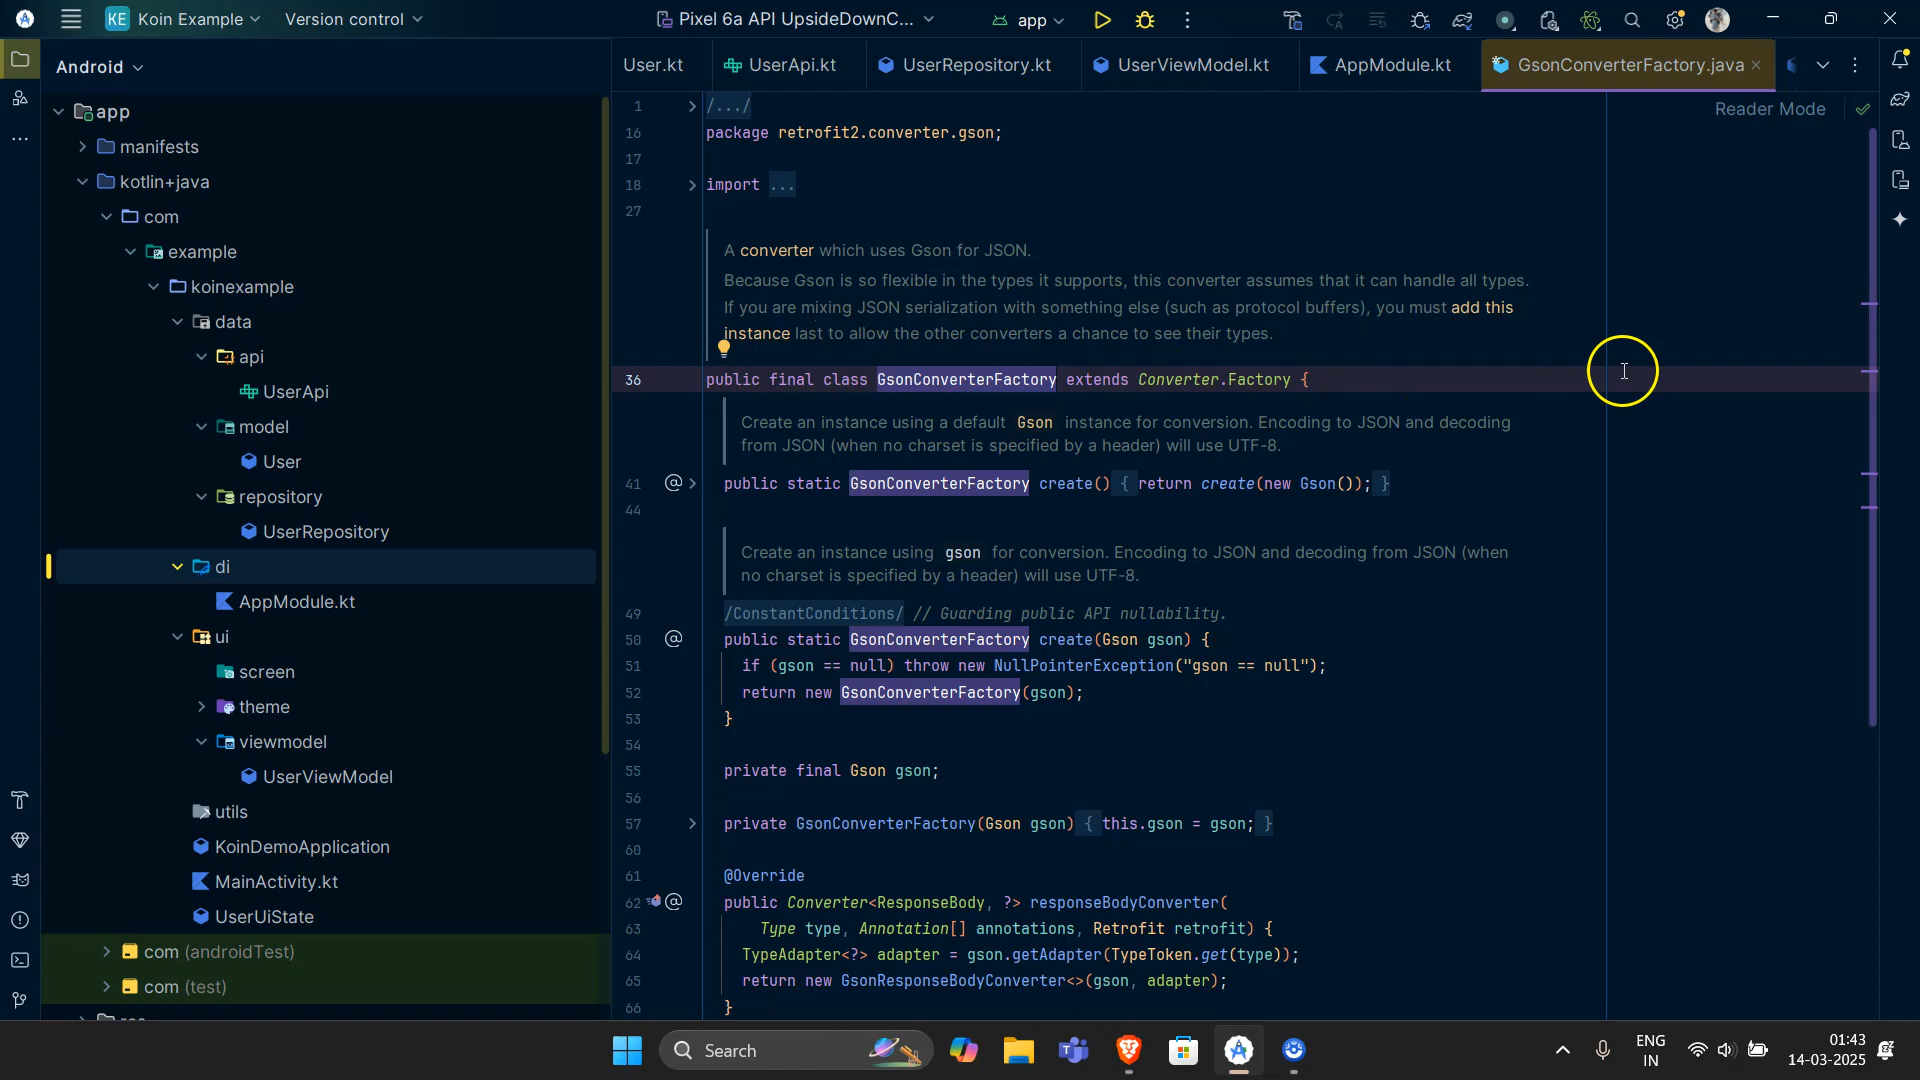 KE Koin Example Version control Pixel 6a API UpsideDownC... app
Android User.kt UserApi.kt UserRepository.kt UserViewModel.kt AppModule.kt GsonConverterFactory.java
Reader Mode
app
manifests
kotlin+java
com
example
koinexample
data
api
UserApi
model
User
repository
UserRepository
di
AppModule.kt
ui
screen
theme
viewmodel
UserViewModel
utils
KoinDemoApplication
MainActivity.kt
UserUiState
com (androidTest)
com (test)
1 /.../
16 package retrofit2.converter.gson;
17
18 import ...
27
A converter which uses Gson for JSON.
Because Gson is so flexible in the types it supports, this converter assumes that it can handle all types.
If you are mixing JSON serialization with something else (such as protocol buffers), you must add this
instance last to allow the other converters a chance to see their types.
36 public final class GsonConverterFactory extends Converter.Factory {
Create an instance using a default Gson instance for conversion. Encoding to JSON and decoding
from JSON (when no charset is specified by a header) will use UTF-8.
41 @ public static GsonConverterFactory create() { return create(new Gson()); }
44
Create an instance using gson for conversion. Encoding to JSON and decoding from JSON (when
no charset is specified by a header) will use UTF-8.
49 /ConstantConditions/ // Guarding public API nullability.
50 @ public static GsonConverterFactory create(Gson gson) {
51 if (gson == null) throw new NullPointerException("gson == null");
52 return new GsonConverterFactory(gson);
53 }
54
55 private final Gson gson;
56
57 private GsonConverterFactory(Gson gson) { this.gson = gson; }
60
61 @Override
62 @ public Converter<ResponseBody, ?> responseBodyConverter(
63 Type type, Annotation[] annotations, Retrofit retrofit) {
64 TypeAdapter<?> adapter = gson.getAdapter(TypeToken.get(type));
65 return new GsonResponseBodyConverter<>(gson, adapter);
66 }
Search
ENG
IN
01:43
14-03-2025